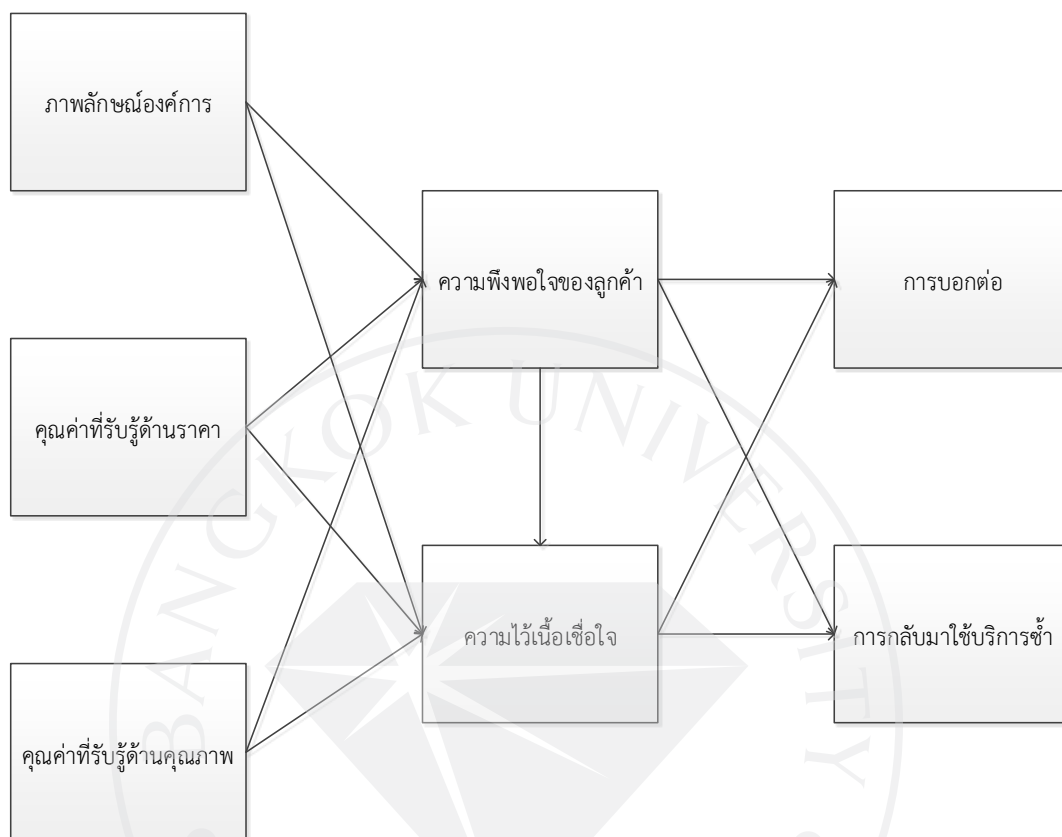 ภาพลักษณ์องค์การ
ความพึงพอใจของลูกค้า
การบอกต่อ
คุณค่าที่รับรู้ด้านราคา
ความไว้เนื้อเชื่อใจ
การกลับมาใช้บริการซ้ำ
คุณค่าที่รับรู้ด้านคุณภาพ
BANGKOK UNIVERSITY